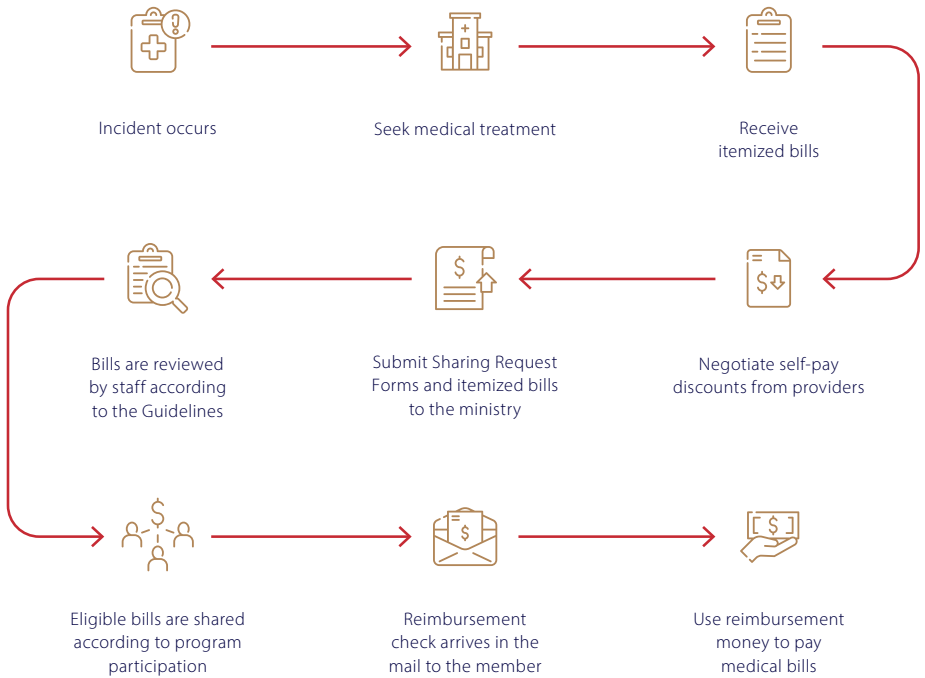 Incident occurs
Seek medical treatment
Receive
itemized bills
Negotiate self-pay
discounts from providers
Submit Sharing Request
Forms and itemized bills
to the ministry
Bills are reviewed
by staff according
to the Guidelines
Eligible bills are shared
according to program
participation
Reimbursement
check arrives in the
mail to the member
Use reimbursement
money to pay
medical bills